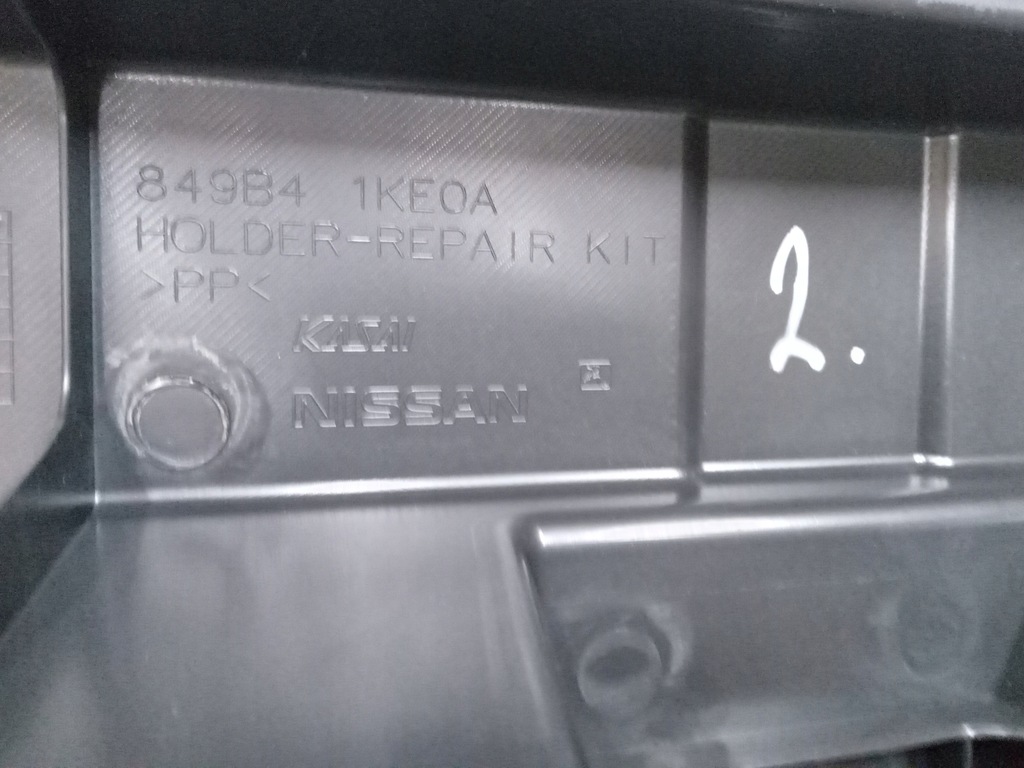 849B4 1KE0A
HOLDER-REPAIR KIT
>PP<
KASAI
NISSAN
2.